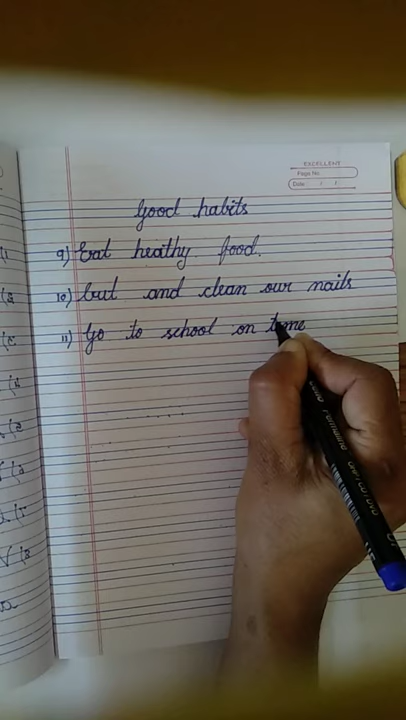 EXCELLENT
Page No.
Date: / /
Good habits
9) Eat heathy food.
10) Cut and clean our nails
11) Go to school on time